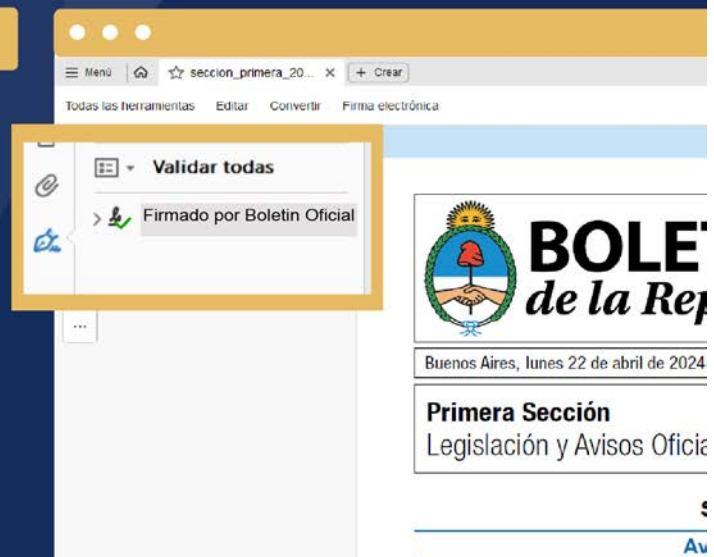 Menú seccion_primera_20... × + Crear
Todas las herramientas Editar Convertir Firma electrónica
Validar todas
Firmado por Boletin Oficial
...
BOLET
de la Rep
Buenos Aires, lunes 22 de abril de 2024
Primera Sección
Legislación y Avisos Oficia
S
Av